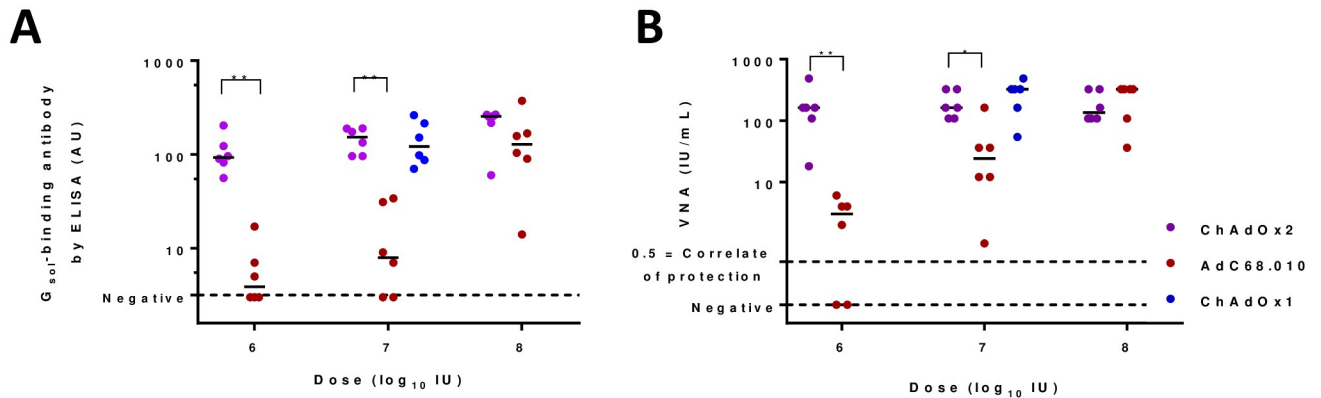 A
B
G sol-binding antibody
by ELISA (AU)
1000
100
10
Negative
**
**
6
7
8
Dose (log10 IU)
VNA (IU/mL)
1000
100
10
0.5 = Correlate
of protection
Negative
**
*
6
7
8
Dose (log10 IU)
ChAdOx2
AdC68.010
ChAdOx1